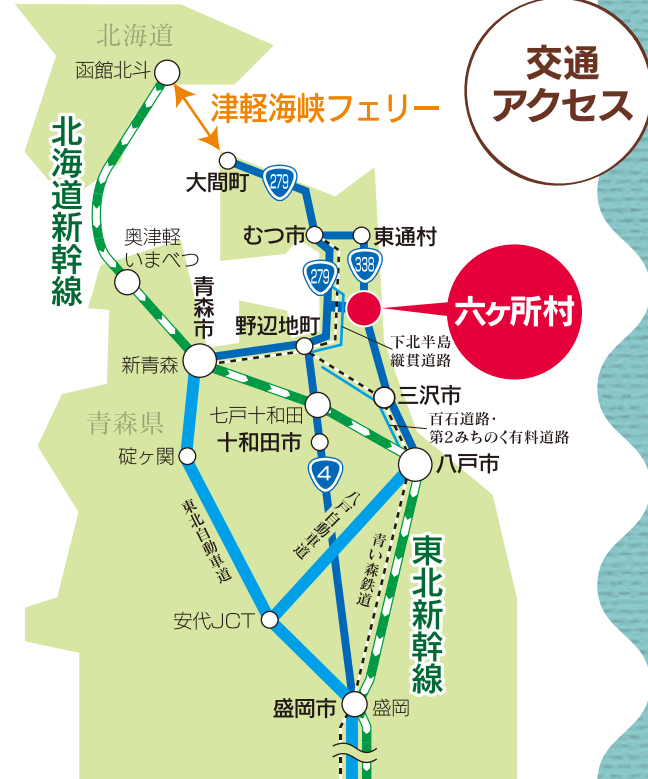 交通
アクセス
北海道
函館北斗
津軽海峡フェリー
北海道新幹線
大間町
279
むつ市
東通村
奥津軽
いまべつ
279
338
青森市
六ヶ所村
野辺地町
下北半島
縦貫道路
新青森
三沢市
七戸十和田
百石道路・
第2みちのく有料道路
青森県
十和田市
碇ヶ関
八戸市
4
八戸自動車道
東北自動車道
青い森鉄道
東北新幹線
安代JCT
盛岡市
盛岡